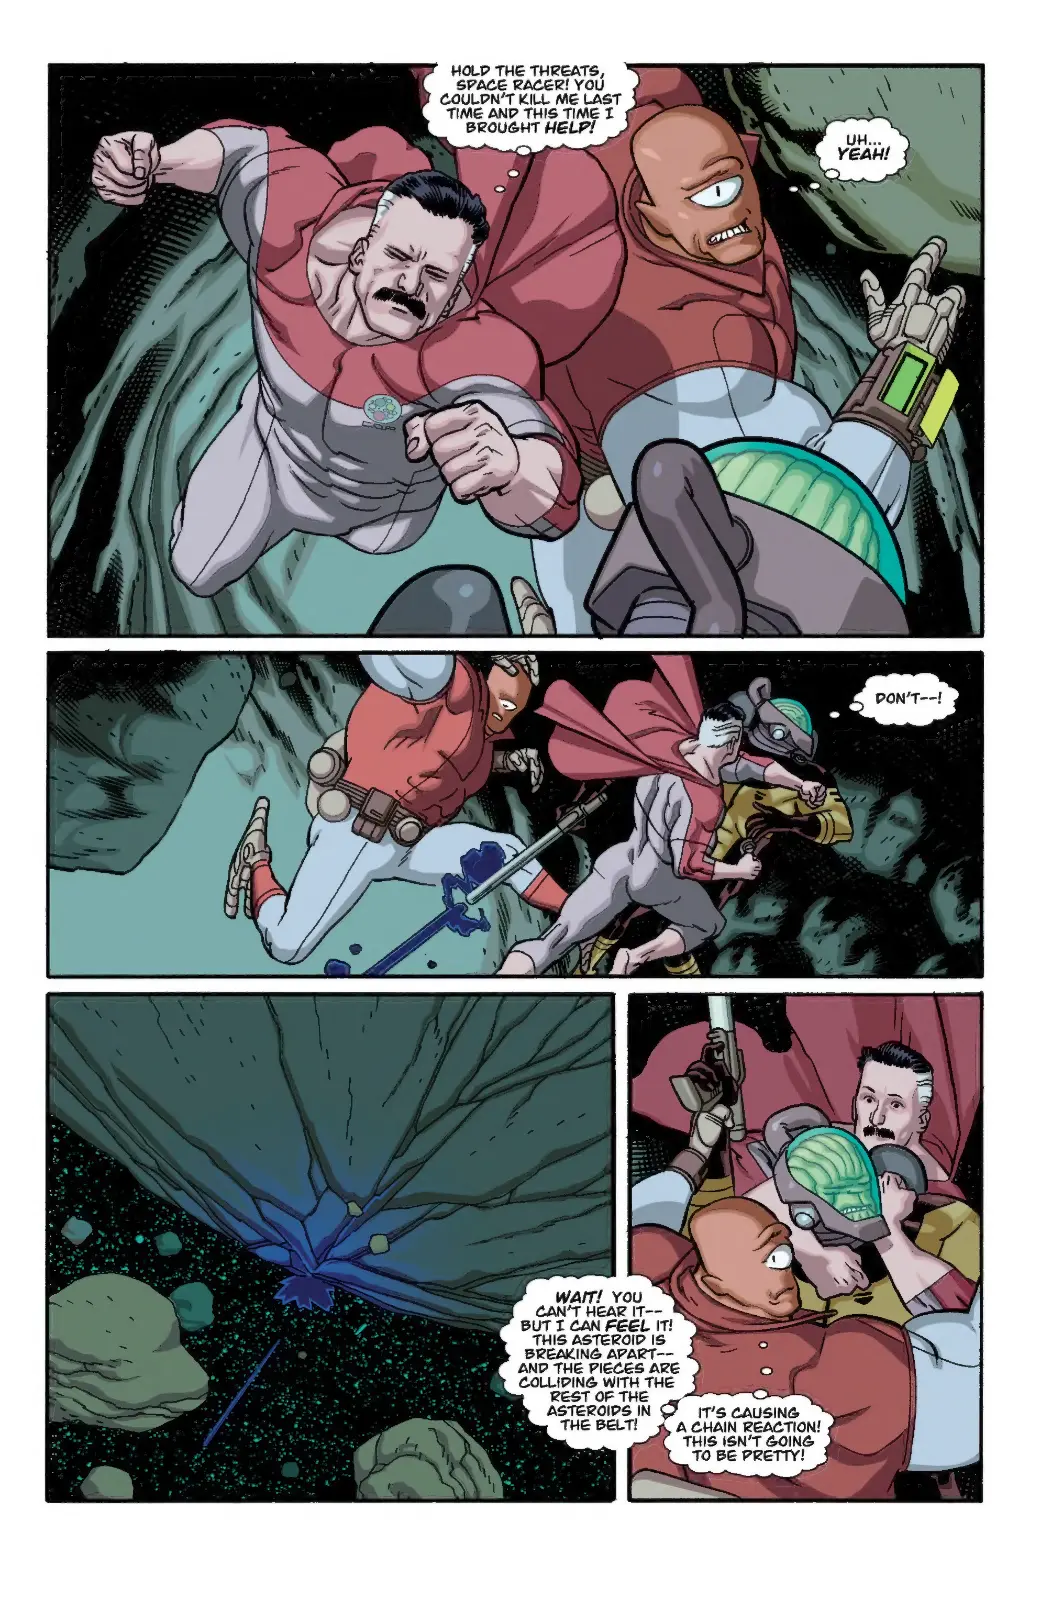 HOLD THE THREATS,
SPACE RACER! YOU
COULDN'T KILL ME LAST
TIME AND THIS TIME I
BROUGHT HELP!
UH...
YEAH!
DON'T--!
WAIT! YOU
CAN'T HEAR IT--
BUT I CAN FEEL IT!
THIS ASTEROID IS
BREAKING APART--
AND THE PIECES ARE
COLLIDING WITH THE
REST OF THE
ASTEROIDS IN
THE BELT!
IT'S CAUSING
A CHAIN REACTION!
THIS ISN'T GOING
TO BE PRETTY!